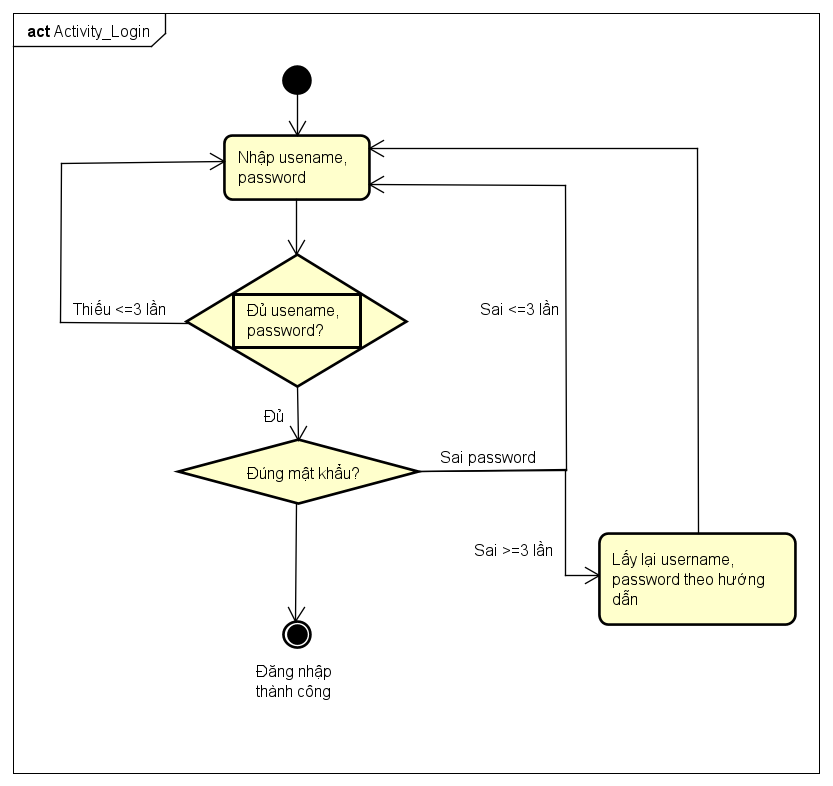 act Activity_Login
Nhập usename,
password
Thiếu <=3 lần
Đủ usename,
password?
Sai <=3 lần
Đủ
Sai password
Đúng mật khẩu?
Sai >=3 lần
Lấy lại username,
password theo hướng
dẫn
Đăng nhập
thành công